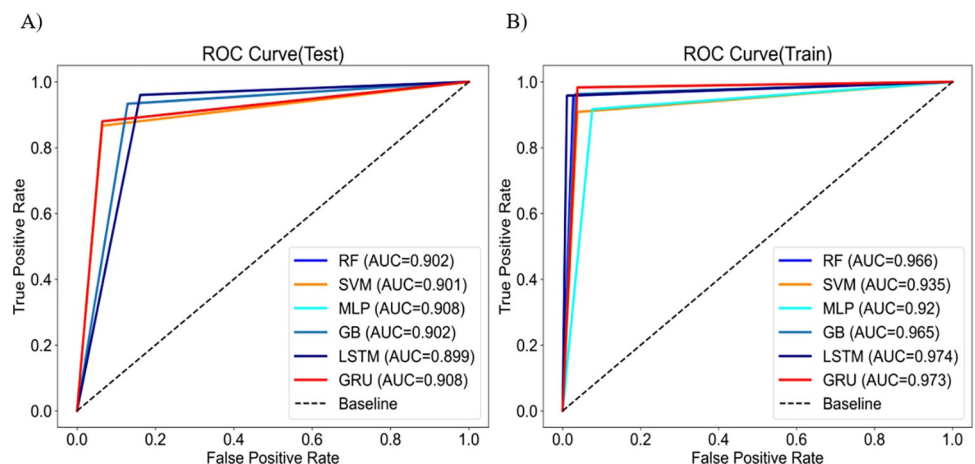 A)
ROC Curve(Test)
True Positive Rate
1.0
0.8
0.6
0.4
0.2
0.0
RF (AUC=0.902)
SVM (AUC=0.901)
MLP (AUC=0.908)
GB (AUC=0.902)
LSTM (AUC=0.899)
GRU (AUC=0.908)
Baseline
0.0 0.2 0.4 0.6 0.8 1.0
False Positive Rate
B)
ROC Curve(Train)
True Positive Rate
1.0
0.8
0.6
0.4
0.2
0.0
RF (AUC=0.966)
SVM (AUC=0.935)
MLP (AUC=0.92)
GB (AUC=0.965)
LSTM (AUC=0.974)
GRU (AUC=0.973)
Baseline
0.0 0.2 0.4 0.6 0.8 1.0
False Positive Rate